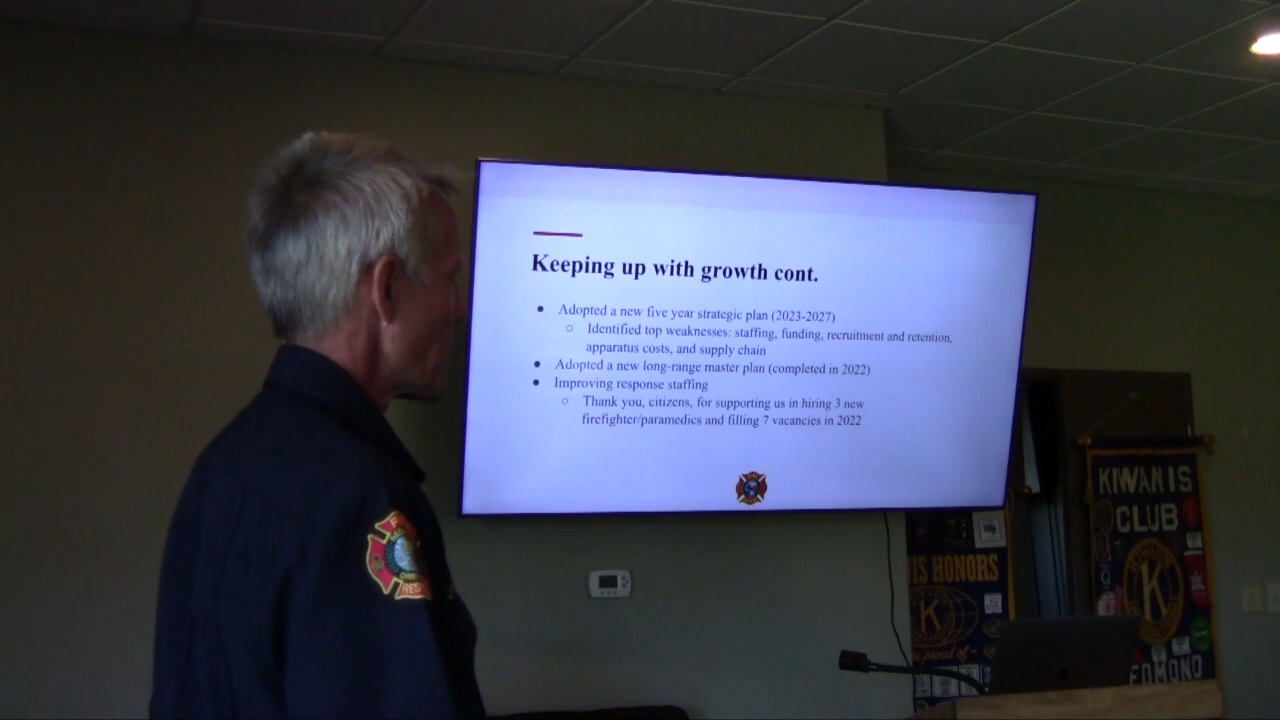 Keeping up with growth cont.
Adopted a new five year strategic plan (2023-2027)
Identified top weaknesses: staffing, funding, recruitment and retention,
apparatus costs, and supply chain
Adopted a new long-range master plan (completed in 2022)
Improving response staffing
Thank you, citizens, for supporting us in hiring 3 new
firefighter/paramedics and filling 7 vacancies in 2022
IS HONORS
K
proud of
KIWANIS
CLUB
K